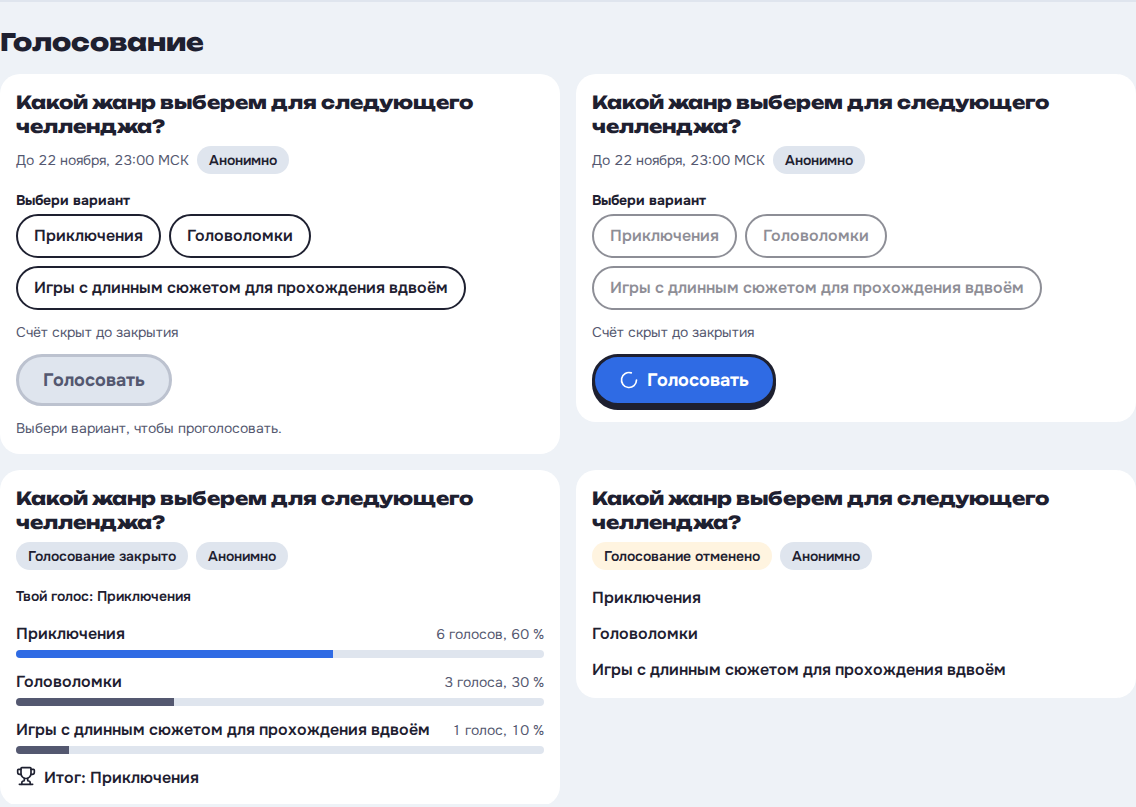 Голосование
Какой жанр выберем для следующего
челленджа?
До 22 ноября, 23:00 МСК Анонимно
Выбери вариант
Приключения Головоломки
Игры с длинным сюжетом для прохождения вдвоём
Счёт скрыт до закрытия
Голосовать
Выбери вариант, чтобы проголосовать.
Какой жанр выберем для следующего
челленджа?
До 22 ноября, 23:00 МСК Анонимно
Выбери вариант
Приключения Головоломки
Игры с длинным сюжетом для прохождения вдвоём
Счёт скрыт до закрытия
Голосовать
Какой жанр выберем для следующего
челленджа?
Голосование закрыто Анонимно
Твой голос: Приключения
Приключения 6 голосов, 60 %
Головоломки 3 голоса, 30 %
Игры с длинным сюжетом для прохождения вдвоём 1 голос, 10 %
Итог: Приключения
Какой жанр выберем для следующего
челленджа?
Голосование отменено Анонимно
Приключения
Головоломки
Игры с длинным сюжетом для прохождения вдвоём